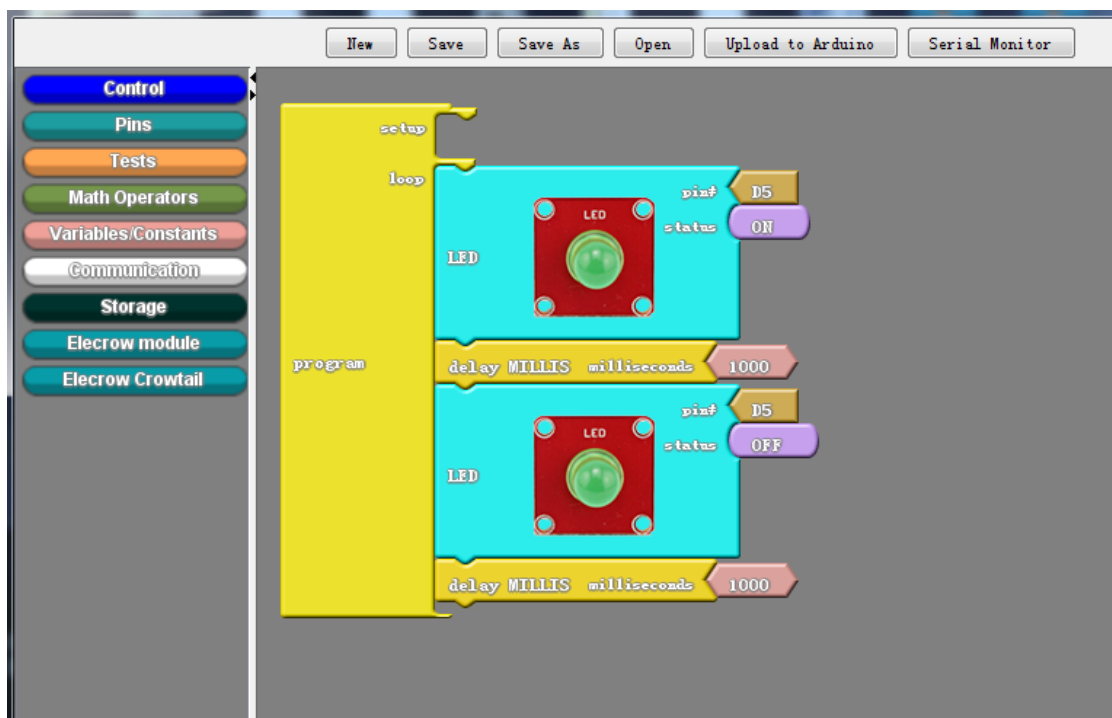 New Save Save As Open Upload to Arduino Serial Monitor
Control
Pins
Tests
Math Operators
Variables/Constants
Communication
Storage
Elecrow module
Elecrow Crowtail
program
setup
loop
LED
LED
pin# D5
status ON
delay MILLIS milliseconds 1000
LED
LED
pin# D5
status OFF
delay MILLIS milliseconds 1000